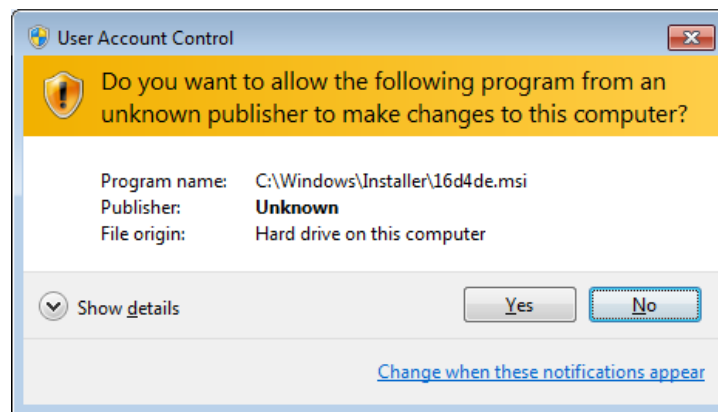 User Account Control
Do you want to allow the following program from an
unknown publisher to make changes to this computer?
Program name: C:\Windows\Installer\16d4de.msi
Publisher: Unknown
File origin: Hard drive on this computer
Show details
Yes No
Change when these notifications appear